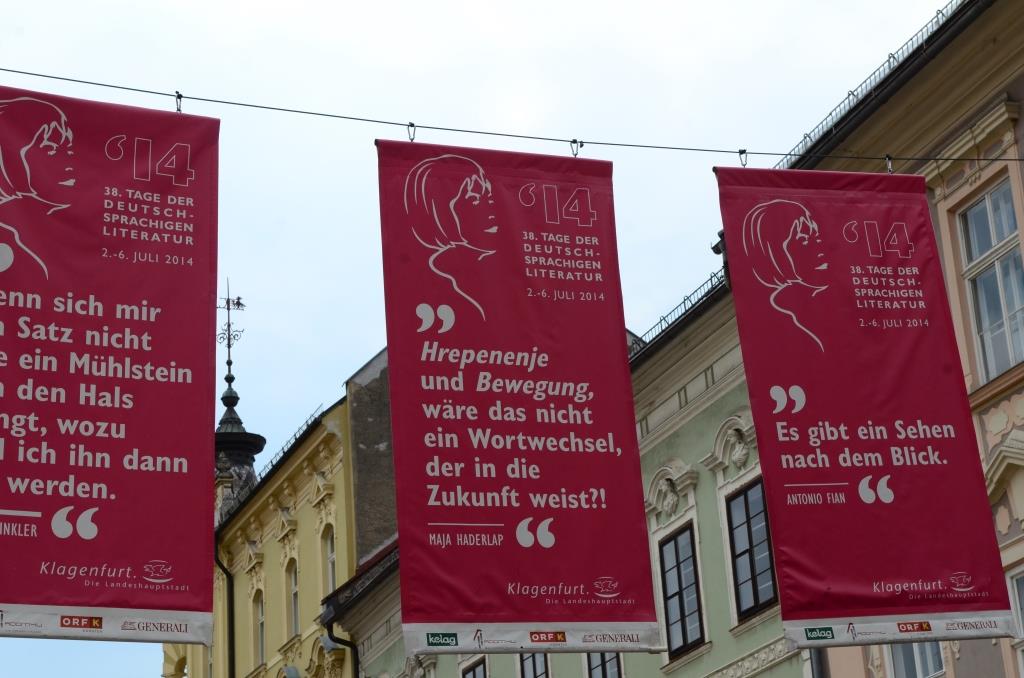 ‘14
38. TAGE DER
DEUTSCH-
SPRACHIGEN
LITERATUR
2.-6. JULI 2014
enn sich mir
Satz nicht
e ein Mühlstein
den Hals
ngt, wozu
l ich ihn dann
werden.
INKLER
“
Klagenfurt.
Die Landeshauptstadt
ORF K
KÄRNTEN
GENERALI
‘14
38. TAGE DER
DEUTSCH-
SPRACHIGEN
LITERATUR
2.-6. JULI 2014
”
Hrepenenje
und Bewegung,
wäre das nicht
ein Wortwechsel,
der in die
Zukunft weist?!
MAJA HADERLAP “
Klagenfurt.
Die Landeshauptstadt
kelag
ORF K
GENERALI
‘14
38. TAGE DER
DEUTSCH-
SPRACHIGEN
LITERATUR
2.-6. JULI 2014
”
Es gibt ein Sehen
nach dem Blick.
ANTONIO FIAN “
Klagenfurt.
Die Landeshauptstadt
kelag
ORF K
GENERALI